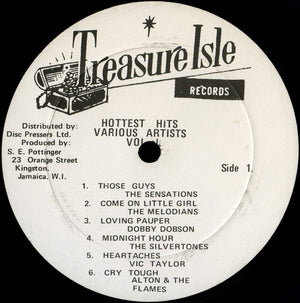 Treasure Isle
RECORDS
HOTTEST HITS
VARIOUS ARTISTS
VOL. 1
Distributed by:
Disc Pressers Ltd.
Produced by:
S. E. Pottinger
23 Orange Street
Kingston,
Jamaica. W.I.
Side 1.
1. THOSE GUYS
THE SENSATIONS
2. COME ON LITTLE GIRL
THE MELODIANS
3. LOVING PAUPER
DOBBY DOBSON
4. MIDNIGHT HOUR
THE SILVERTONES
5. HEARTACHES
VIC TAYLOR
6. CRY TOUGH
ALTON & THE
FLAMES